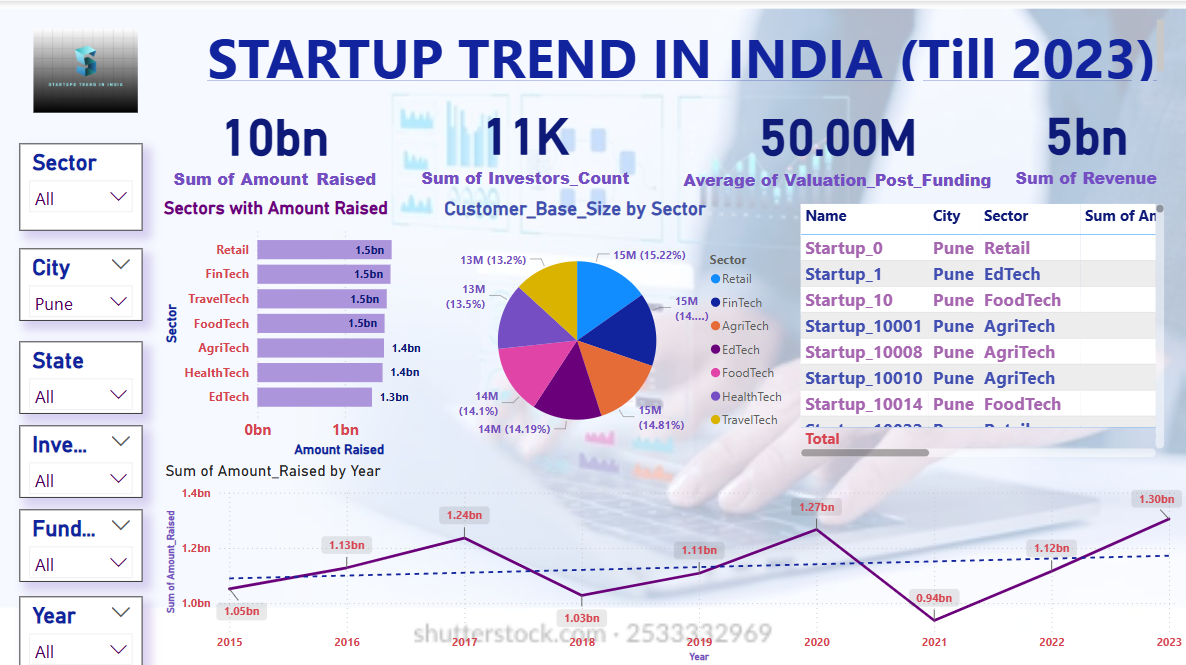 STARTUP TREND IN INDIA (Till 2023)
STARTUPS TREND IN INDIA
10bn
Sum of Amount Raised
11K
Sum of Investors_Count
50.00M
Average of Valuation_Post_Funding
5bn
Sum of Revenue
Sector
All
City
Pune
State
All
Inve...
All
Fund...
All
Year
All
Sectors with Amount Raised
Sector
Retail 1.5bn
FinTech 1.5bn
TravelTech 1.5bn
FoodTech 1.5bn
AgriTech 1.4bn
HealthTech 1.4bn
EdTech 1.3bn
0bn 1bn
Amount Raised
Customer_Base_Size by Sector
15M (15.22%)
15M
(14....)
15M
(14.81%)
14M (14.19%)
14M
(14.1%)
13M
(13.5%)
13M (13.2%)
Sector
Retail
FinTech
AgriTech
EdTech
FoodTech
HealthTech
TravelTech
Name City Sector Sum of An
Startup_0 Pune Retail
Startup_1 Pune EdTech
Startup_10 Pune FoodTech
Startup_10001 Pune AgriTech
Startup_10008 Pune AgriTech
Startup_10010 Pune AgriTech
Startup_10014 Pune FoodTech
Total
Sum of Amount_Raised by Year
Sum of Amount_Raised
1.4bn
1.2bn
1.0bn
1.05bn
1.13bn
1.24bn
1.03bn
1.11bn
1.27bn
0.94bn
1.12bn
1.30bn
2015 2016 2017 2018 2019 2020 2021 2022 2023
Year
shutterstock.com · 2533332969